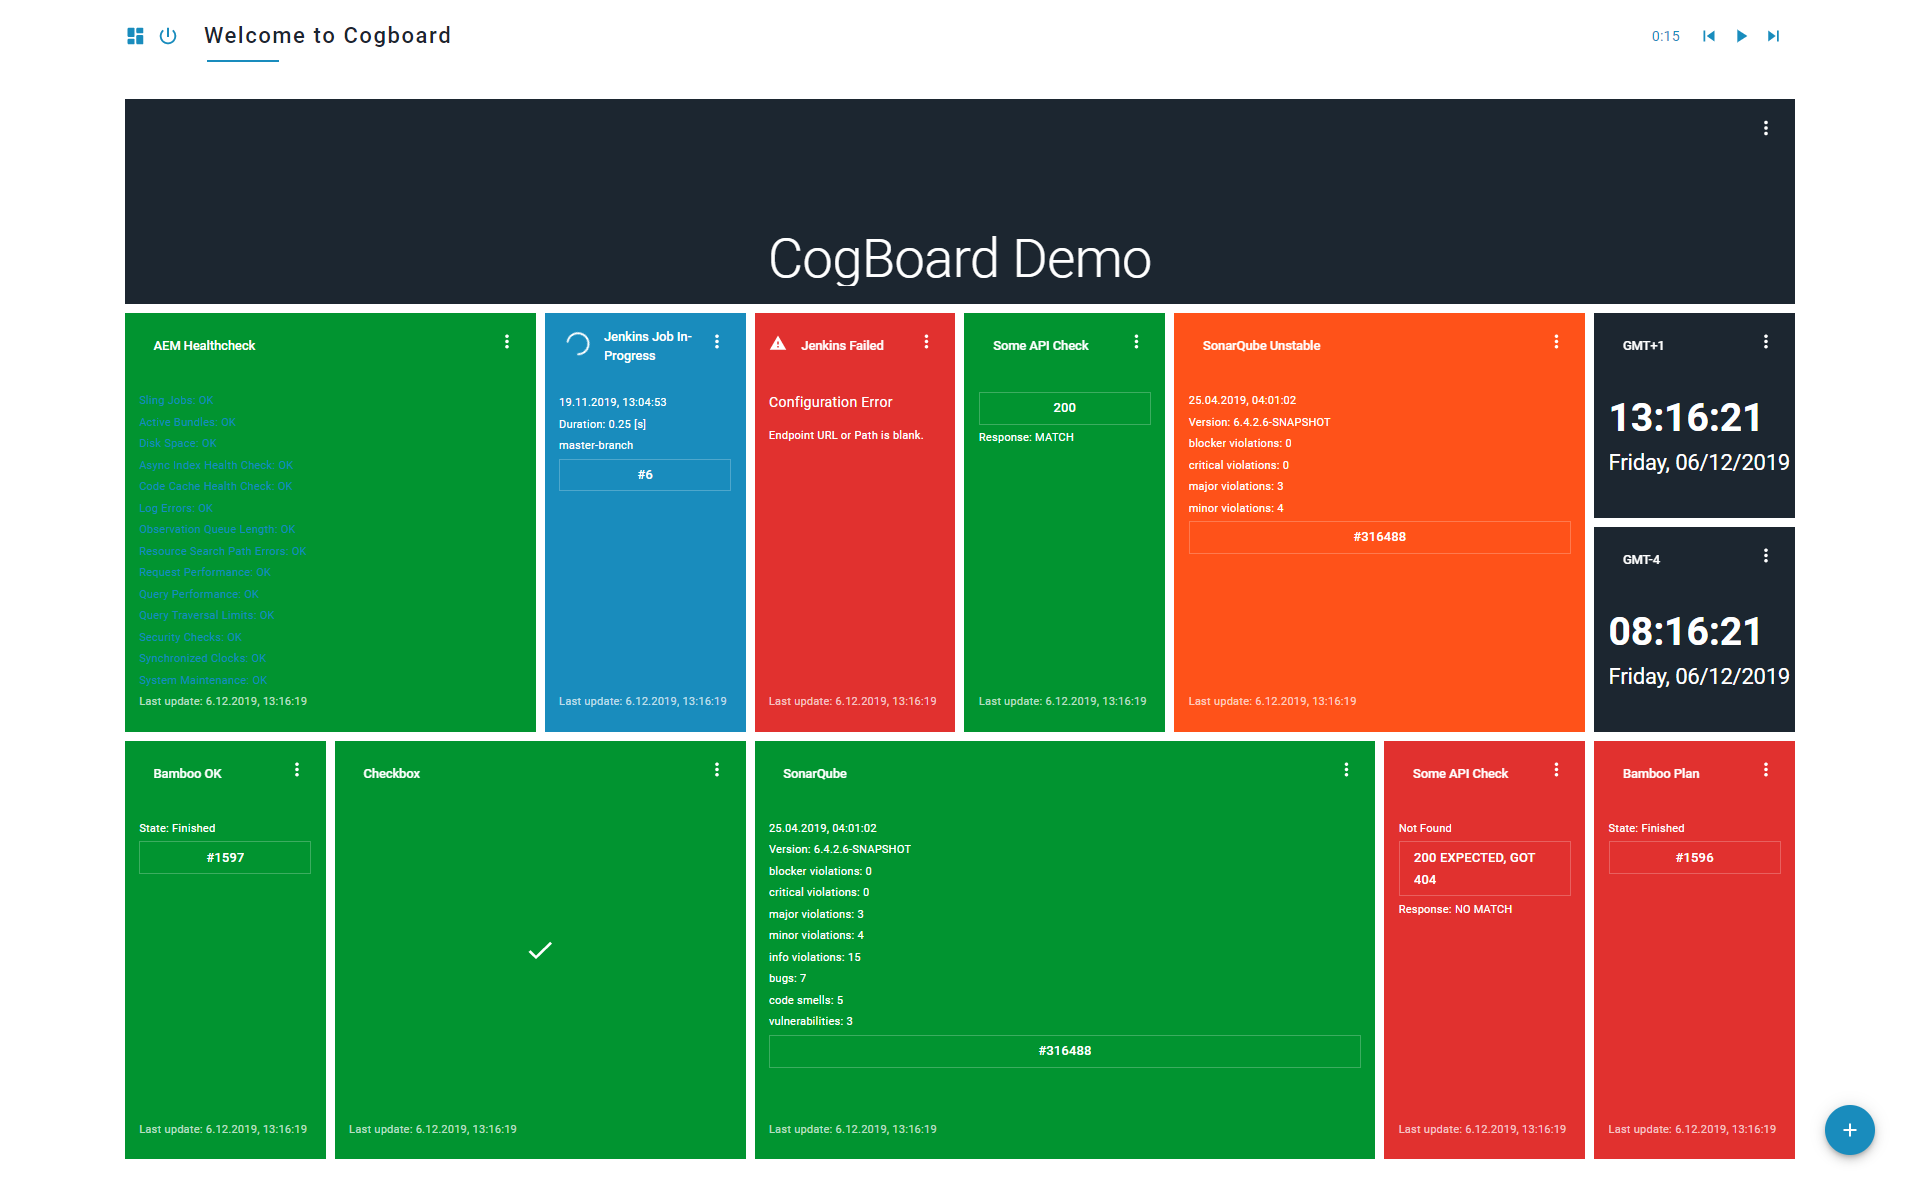 Welcome to Cogboard
0:15
CogBoard Demo
AEM Healthcheck
Sling Jobs: OK
Active Bundles: OK
Disk Space: OK
Async Index Health Check: OK
Code Cache Health Check: OK
Log Errors: OK
Observation Queue Length: OK
Resource Search Path Errors: OK
Request Performance: OK
Query Performance: OK
Query Traversal Limits: OK
Security Checks: OK
Synchronized Clocks: OK
System Maintenance: OK
Last update: 6.12.2019, 13:16:19
Jenkins Job In-
Progress
19.11.2019, 13:04:53
Duration: 0.25 [s]
master-branch
#6
Last update: 6.12.2019, 13:16:19
Jenkins Failed
Configuration Error
Endpoint URL or Path is blank.
Last update: 6.12.2019, 13:16:19
Some API Check
200
Response: MATCH
Last update: 6.12.2019, 13:16:19
SonarQube Unstable
25.04.2019, 04:01:02
Version: 6.4.2.6-SNAPSHOT
blocker violations: 0
critical violations: 0
major violations: 3
minor violations: 4
#316488
Last update: 6.12.2019, 13:16:19
GMT+1
13:16:21
Friday, 06/12/2019
GMT-4
08:16:21
Friday, 06/12/2019
Bamboo OK
State: Finished
#1597
Last update: 6.12.2019, 13:16:19
Checkbox
Last update: 6.12.2019, 13:16:19
SonarQube
25.04.2019, 04:01:02
Version: 6.4.2.6-SNAPSHOT
blocker violations: 0
critical violations: 0
major violations: 3
minor violations: 4
info violations: 15
bugs: 7
code smells: 5
vulnerabilities: 3
#316488
Last update: 6.12.2019, 13:16:19
Some API Check
Not Found
200 EXPECTED, GOT
404
Response: NO MATCH
Last update: 6.12.2019, 13:16:19
Bamboo Plan
State: Finished
#1596
Last update: 6.12.2019, 13:16:19